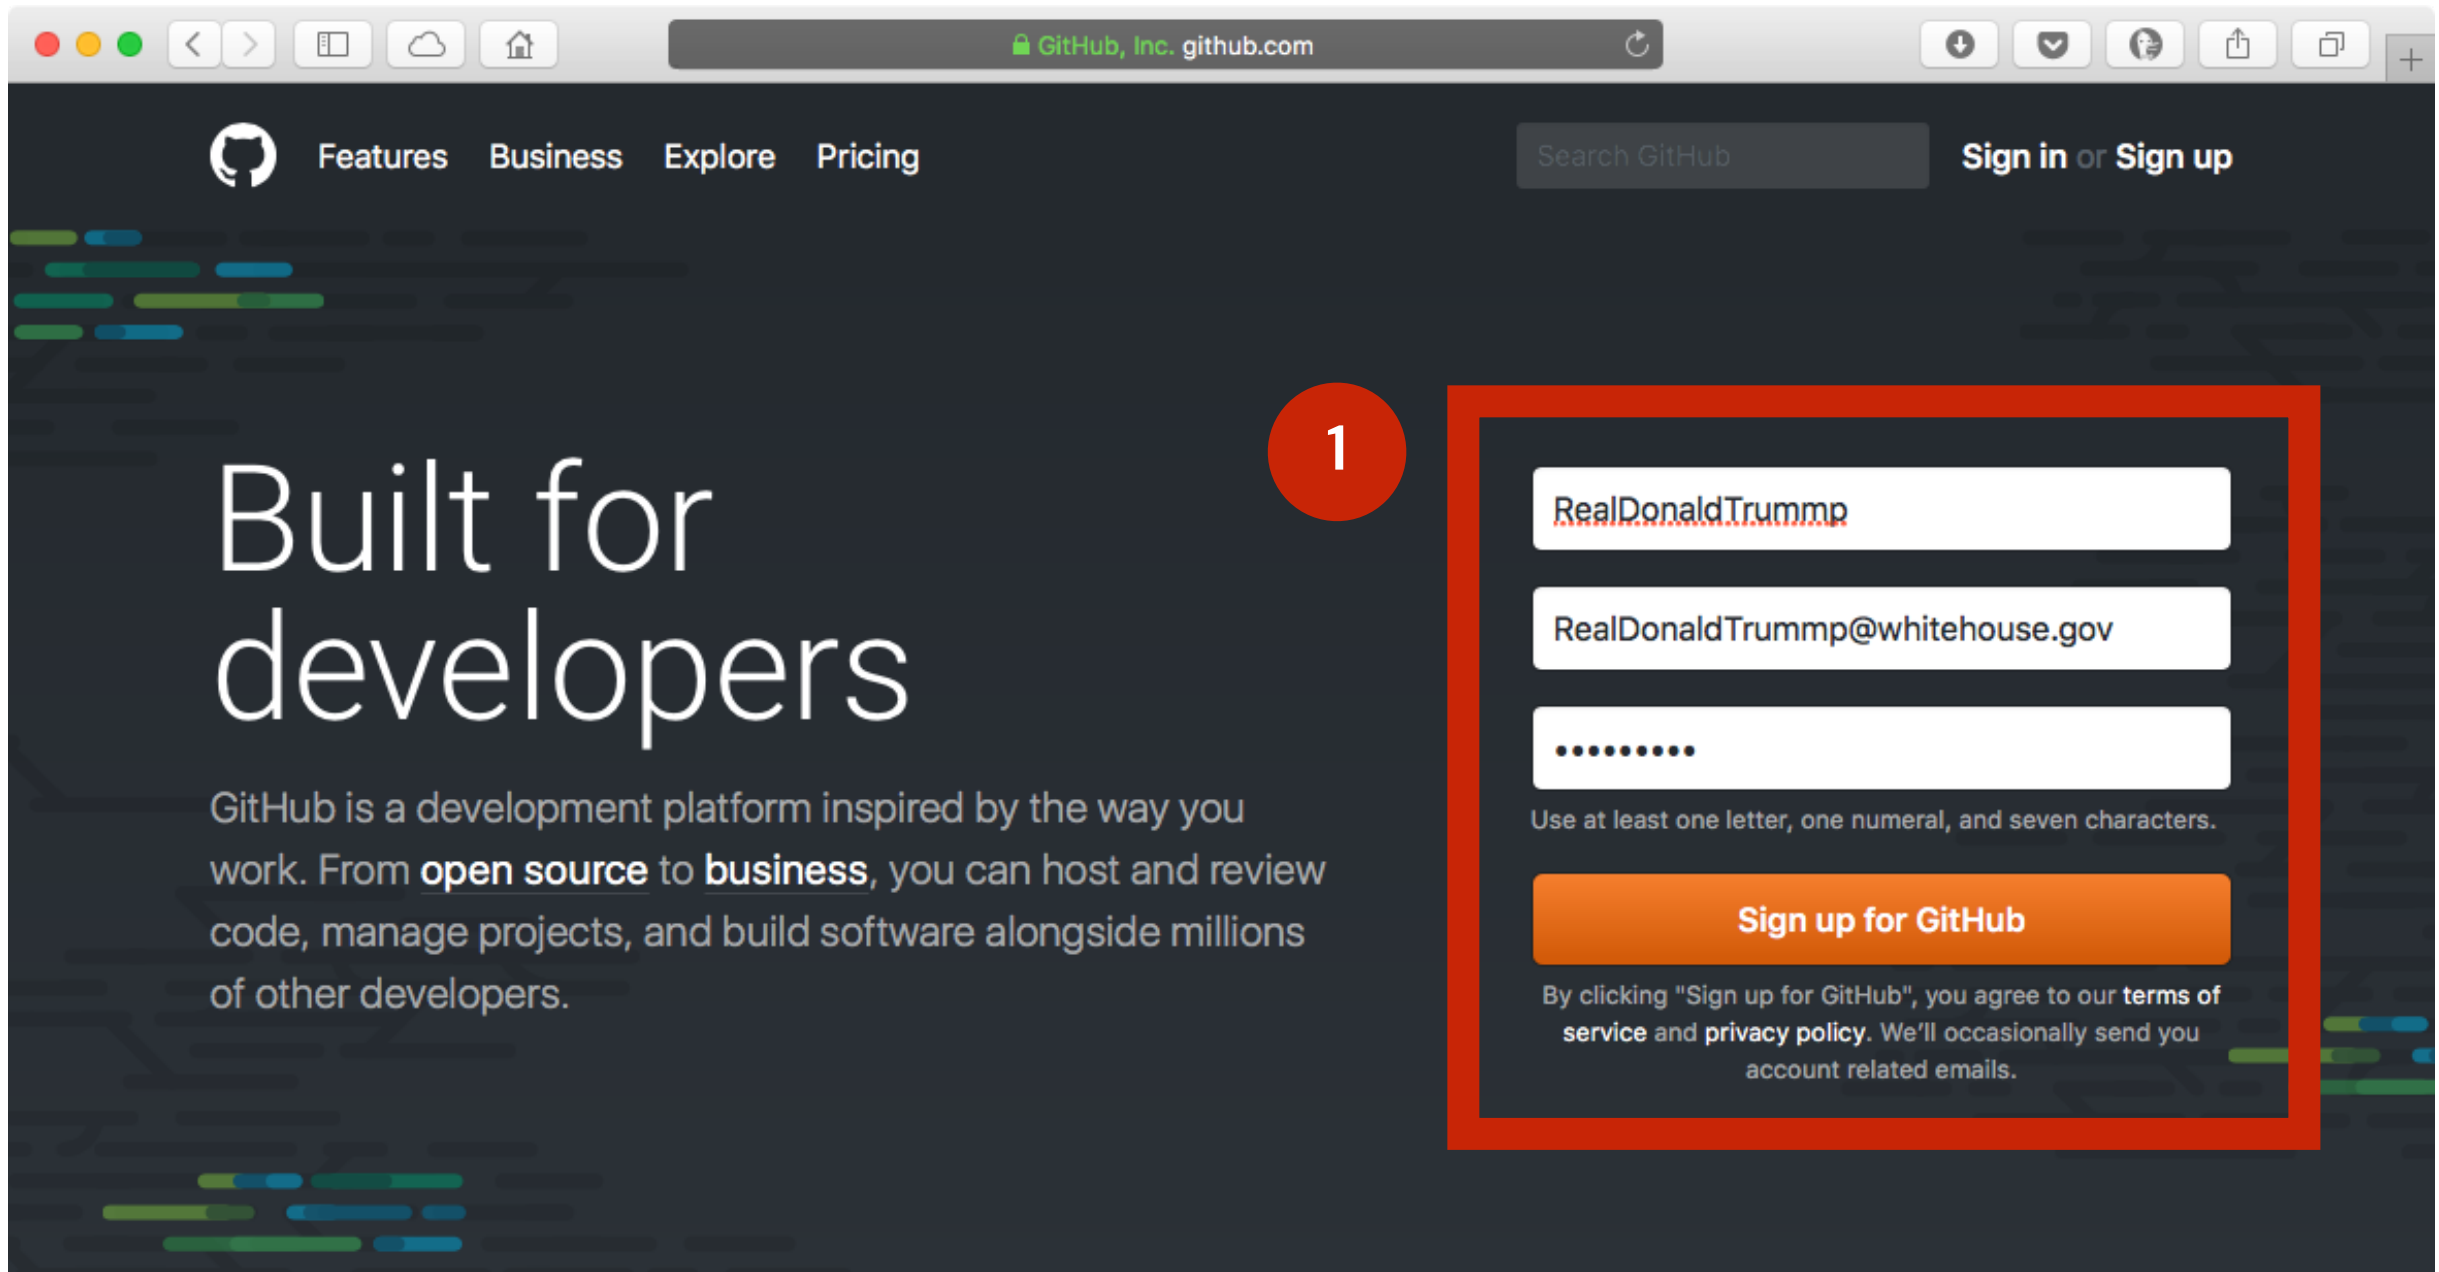 GitHub, Inc. github.com
Features Business Explore Pricing
Search GitHub
Sign in or Sign up
1
Built for
developers
GitHub is a development platform inspired by the way you
work. From open source to business, you can host and review
code, manage projects, and build software alongside millions
of other developers.
RealDonaldTrummp
RealDonaldTrummp@whitehouse.gov
•••••••••
Use at least one letter, one numeral, and seven characters.
Sign up for GitHub
By clicking "Sign up for GitHub", you agree to our terms of
service and privacy policy. We’ll occasionally send you
account related emails.